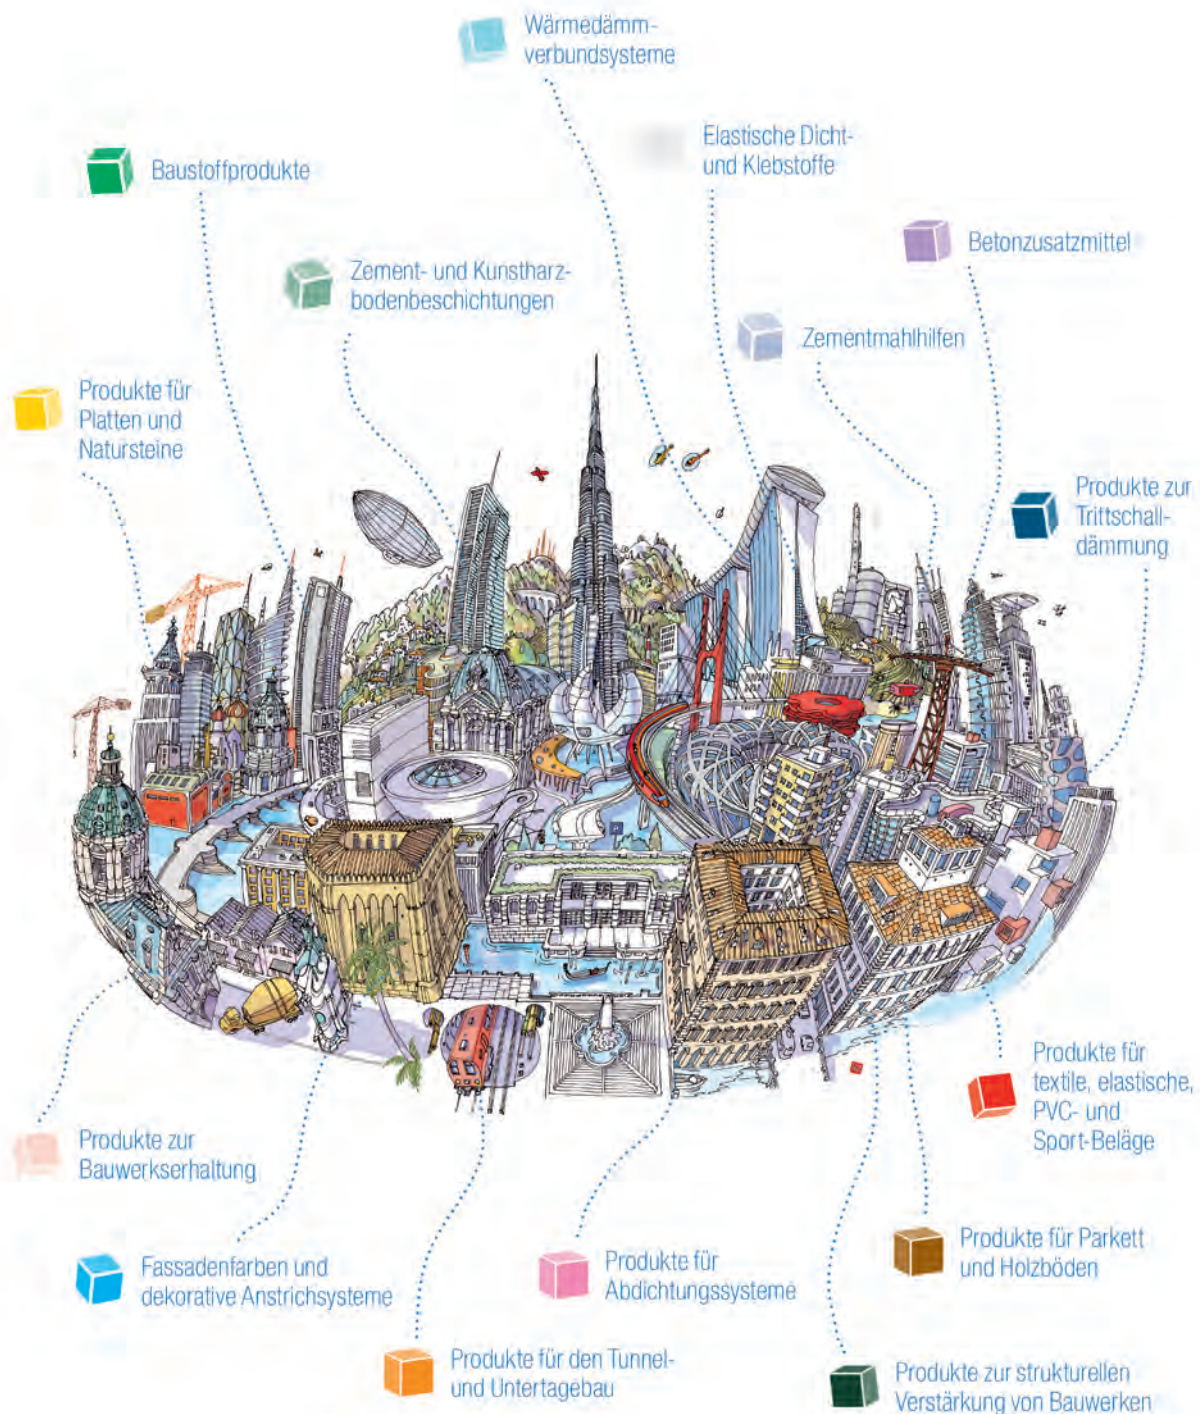 Wärmedämm-
verbundsysteme
Elastische Dicht-
und Klebstoffe
Baustoffprodukte
Betonzusatzmittel
Zement- und Kunstharz-
bodenbeschichtungen
Zementmahlhilfen
Produkte für
Platten und
Natursteine
Produkte zur
Trittschall-
dämmung
Produkte für
textile, elastische,
PVC- und
Sport-Beläge
Produkte zur
Bauwerkserhaltung
Produkte für Parkett
und Holzböden
Fassadenfarben und
dekorative Anstrichsysteme
Produkte für
Abdichtungssysteme
Produkte für den Tunnel-
und Untertagebau
Produkte zur strukturellen
Verstärkung von Bauwerken